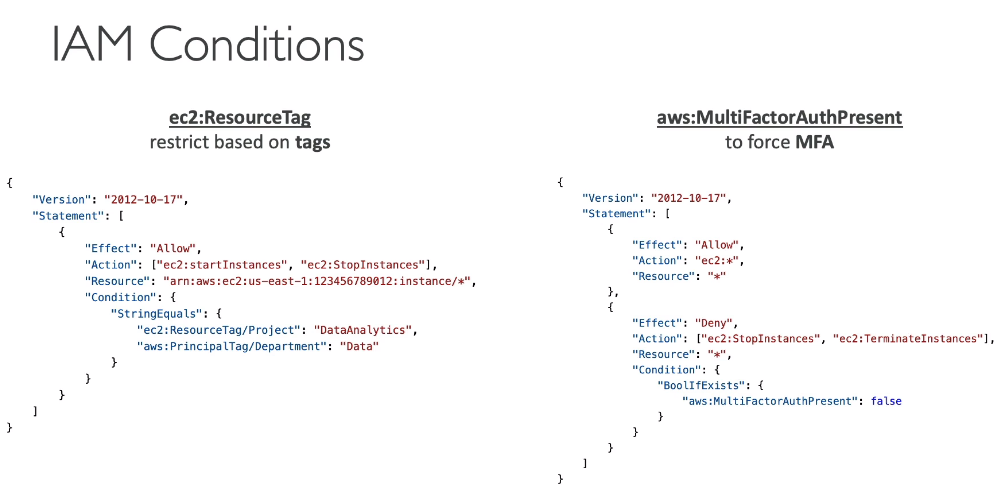 IAM Conditions
ec2:ResourceTag
restrict based on tags
{
    "Version": "2012-10-17",
    "Statement": [
        {
            "Effect": "Allow",
            "Action": ["ec2:startInstances", "ec2:StopInstances"],
            "Resource": "arn:aws:ec2:us-east-1:123456789012:instance/*",
            "Condition": {
                "StringEquals": {
                    "ec2:ResourceTag/Project": "DataAnalytics",
                    "aws:PrincipalTag/Department": "Data"
                }
            }
        }
    ]
}
aws:MultiFactorAuthPresent
to force MFA
{
    "Version": "2012-10-17",
    "Statement": [
        {
            "Effect": "Allow",
            "Action": "ec2:*",
            "Resource": "*"
        },
        {
            "Effect": "Deny",
            "Action": ["ec2:StopInstances", "ec2:TerminateInstances"],
            "Resource": "*",
            "Condition": {
                "BoolIfExists": {
                    "aws:MultiFactorAuthPresent": false
                }
            }
        }
    ]
}